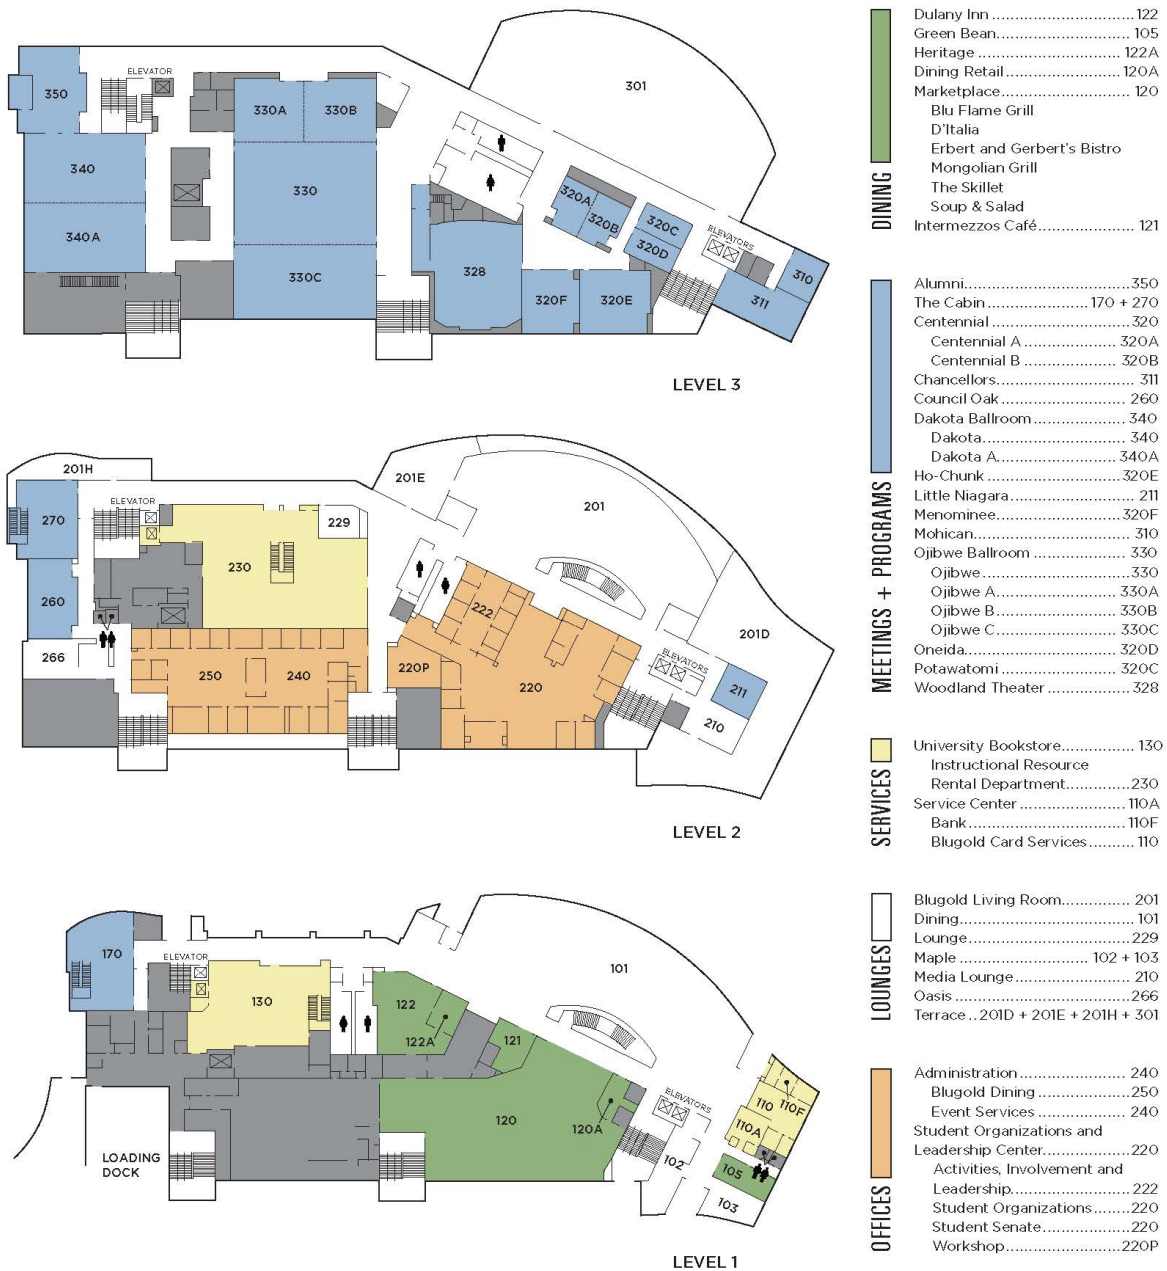 ELEVATOR
301
350
330A
330B
340
330
320A
320B
320C
320D
ELEVATORS
340A
330C
328
320F
320E
310
311
LEVEL 3
201H
201E
201
ELEVATOR
270
229
230
222
260
201D
266
250
240
220P
220
ELEVATORS
211
210
LEVEL 2
170
ELEVATOR
101
130
122
122A
121
120
120A
ELEVATORS
110
110F
110A
102
105
103
LOADING
DOCK
LEVEL 1
DINING
Dulany Inn ........................... 122
Green Bean........................... 105
Heritage ........................... 122A
Dining Retail ........................... 120A
Marketplace ........................... 120
Blu Flame Grill
D'Italia
Erbert and Gerbert's Bistro
Mongolian Grill
The Skillet
Soup & Salad
Intermezzos Café .................... 121
MEETINGS + PROGRAMS
Alumni.................................. 350
The Cabin ..................... 170 + 270
Centennial ............................. 320
Centennial A ...................... 320A
Centennial B ...................... 320B
Chancellors............................ 311
Council Oak ........................... 260
Dakota Ballroom ..................... 340
Dakota............................... 340
Dakota A............................ 340A
Ho-Chunk ............................ 320E
Little Niagara ......................... 211
Menominee........................... 320F
Mohican................................ 310
Ojibwe Ballroom ..................... 330
Ojibwe ............................... 330
Ojibwe A ........................... 330A
Ojibwe B ........................... 330B
Ojibwe C ........................... 330C
Oneida................................. 320D
Potawatomi .......................... 320C
Woodland Theater .................. 328
SERVICES
University Bookstore............... 130
Instructional Resource
Rental Department............... 230
Service Center ...................... 110A
Bank................................. 110F
Blugold Card Services.......... 110
LOUNGES
Blugold Living Room............... 201
Dining................................... 101
Lounge ................................. 229
Maple ......................... 102 + 103
Media Lounge ........................ 210
Oasis .................................... 266
Terrace ..201D + 201E + 201H + 301
OFFICES
Administration ....................... 240
Blugold Dining .................... 250
Event Services .................... 240
Student Organizations and
Leadership Center.................. 220
Activities, Involvement and
Leadership.......................... 222
Student Organizations......... 220
Student Senate.................... 220
Workshop.......................... 220P